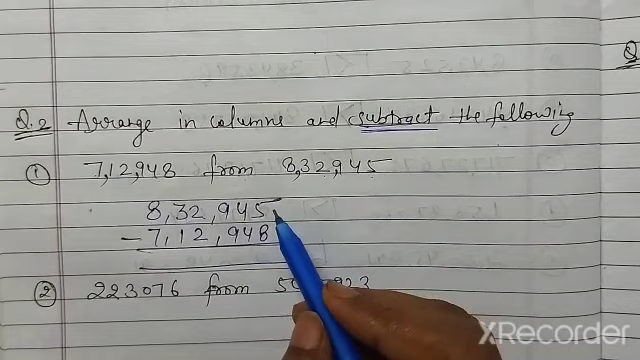 Q
Q.2 Arrange in columns and subtract the following
① 7,12,948 from 8,32,945
8,32,945
- 7,12,948
② 223076 from
XRecorder